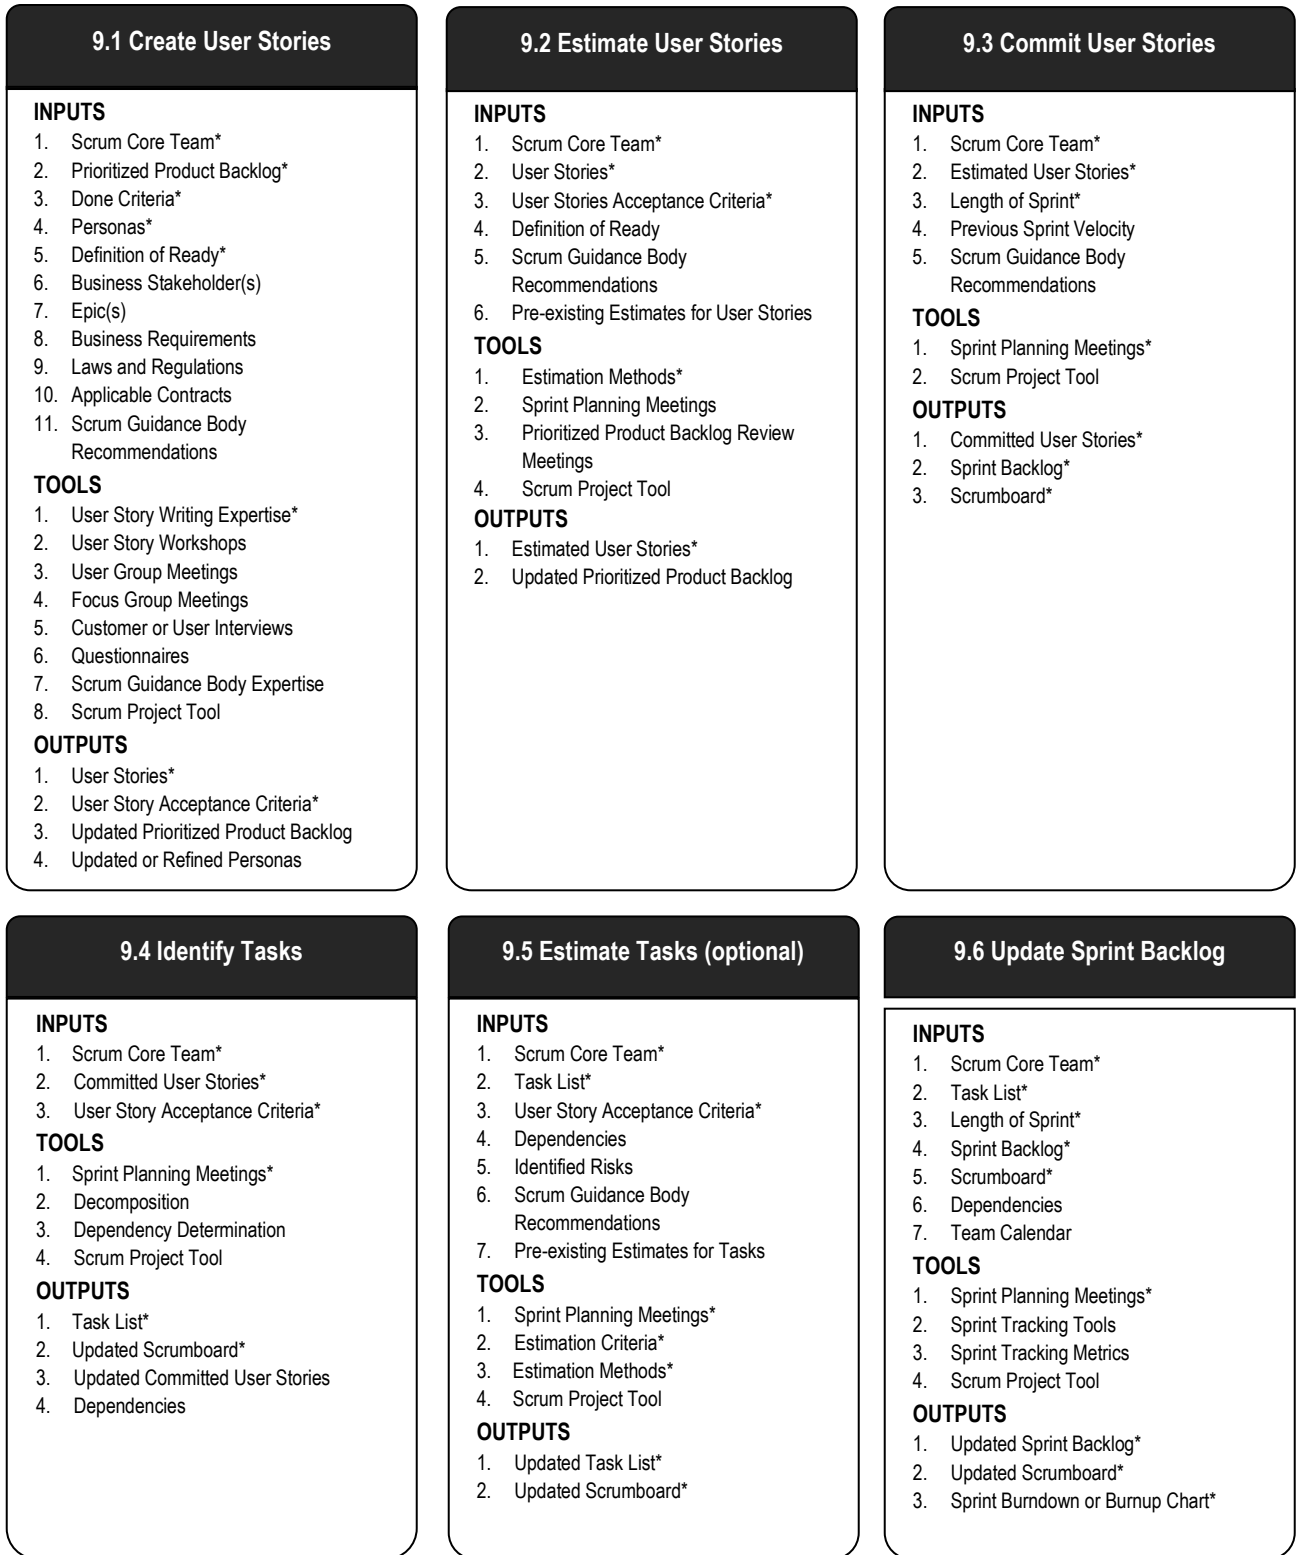 9.1 Create User Stories
INPUTS
1. Scrum Core Team*
2. Prioritized Product Backlog*
3. Done Criteria*
4. Personas*
5. Definition of Ready*
6. Business Stakeholder(s)
7. Epic(s)
8. Business Requirements
9. Laws and Regulations
10. Applicable Contracts
11. Scrum Guidance Body
Recommendations
TOOLS
1. User Story Writing Expertise*
2. User Story Workshops
3. User Group Meetings
4. Focus Group Meetings
5. Customer or User Interviews
6. Questionnaires
7. Scrum Guidance Body Expertise
8. Scrum Project Tool
OUTPUTS
1. User Stories*
2. User Story Acceptance Criteria*
3. Updated Prioritized Product Backlog
4. Updated or Refined Personas
9.2 Estimate User Stories
INPUTS
1. Scrum Core Team*
2. User Stories*
3. User Stories Acceptance Criteria*
4. Definition of Ready
5. Scrum Guidance Body
Recommendations
6. Pre-existing Estimates for User Stories
TOOLS
1. Estimation Methods*
2. Sprint Planning Meetings
3. Prioritized Product Backlog Review
Meetings
4. Scrum Project Tool
OUTPUTS
1. Estimated User Stories*
2. Updated Prioritized Product Backlog
9.3 Commit User Stories
INPUTS
1. Scrum Core Team*
2. Estimated User Stories*
3. Length of Sprint*
4. Previous Sprint Velocity
5. Scrum Guidance Body
Recommendations
TOOLS
1. Sprint Planning Meetings*
2. Scrum Project Tool
OUTPUTS
1. Committed User Stories*
2. Sprint Backlog*
3. Scrumboard*
9.4 Identify Tasks
INPUTS
1. Scrum Core Team*
2. Committed User Stories*
3. User Story Acceptance Criteria*
TOOLS
1. Sprint Planning Meetings*
2. Decomposition
3. Dependency Determination
4. Scrum Project Tool
OUTPUTS
1. Task List*
2. Updated Scrumboard*
3. Updated Committed User Stories
4. Dependencies
9.5 Estimate Tasks (optional)
INPUTS
1. Scrum Core Team*
2. Task List*
3. User Story Acceptance Criteria*
4. Dependencies
5. Identified Risks
6. Scrum Guidance Body
Recommendations
7. Pre-existing Estimates for Tasks
TOOLS
1. Sprint Planning Meetings*
2. Estimation Criteria*
3. Estimation Methods*
4. Scrum Project Tool
OUTPUTS
1. Updated Task List*
2. Updated Scrumboard*
9.6 Update Sprint Backlog
INPUTS
1. Scrum Core Team*
2. Task List*
3. Length of Sprint*
4. Sprint Backlog*
5. Scrumboard*
6. Dependencies
7. Team Calendar
TOOLS
1. Sprint Planning Meetings*
2. Sprint Tracking Tools
3. Sprint Tracking Metrics
4. Scrum Project Tool
OUTPUTS
1. Updated Sprint Backlog*
2. Updated Scrumboard*
3. Sprint Burndown or Burnup Chart*